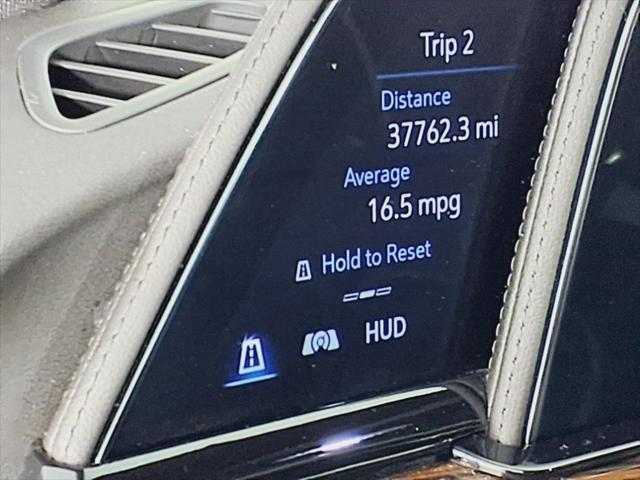 Trip 2
Distance
37762.3 mi
Average
16.5 mpg
Hold to Reset
HUD